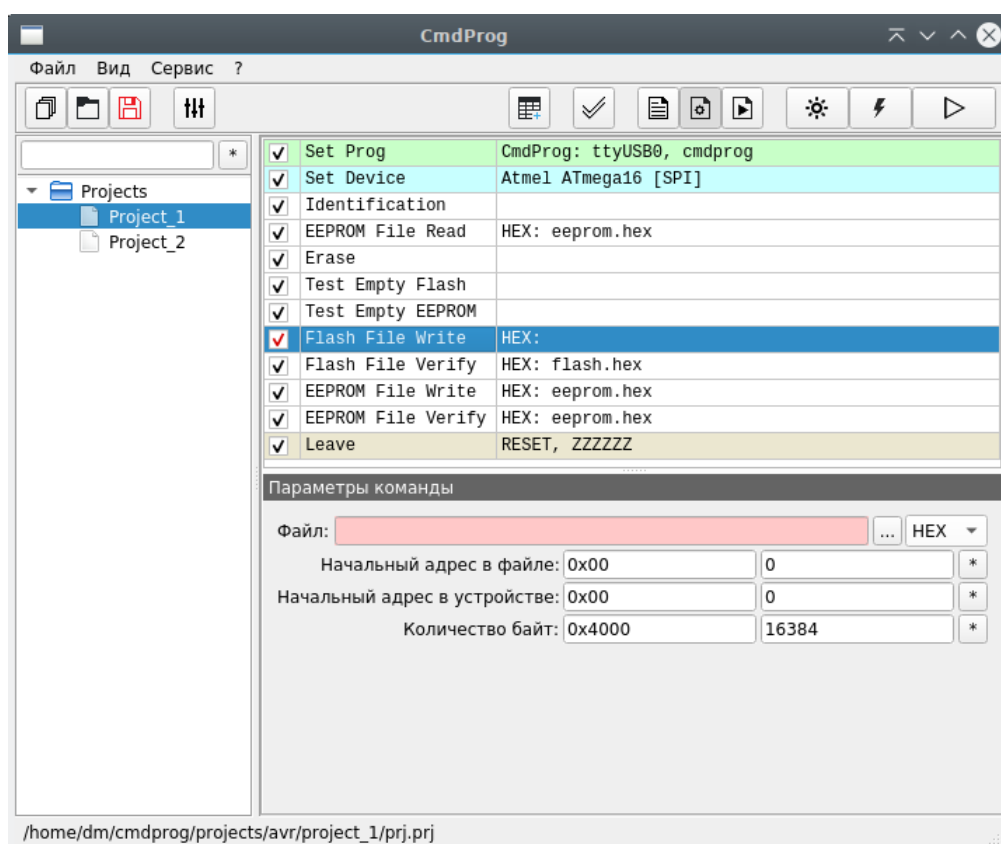 CmdProg
Файл Вид Сервис ?
*
Projects
Project_1
Project_2
Set Prog CmdProg: ttyUSB0, cmdprog
Set Device Atmel ATmega16 [SPI]
Identification
EEPROM File Read HEX: eeprom.hex
Erase
Test Empty Flash
Test Empty EEPROM
Flash File Write HEX:
Flash File Verify HEX: flash.hex
EEPROM File Write HEX: eeprom.hex
EEPROM File Verify HEX: eeprom.hex
Leave RESET, ZZZZZZ
Параметры команды
Файл: ... HEX
Начальный адрес в файле: 0x00 0 *
Начальный адрес в устройстве: 0x00 0 *
Количество байт: 0x4000 16384 *
/home/dm/cmdprog/projects/avr/project_1/prj.prj